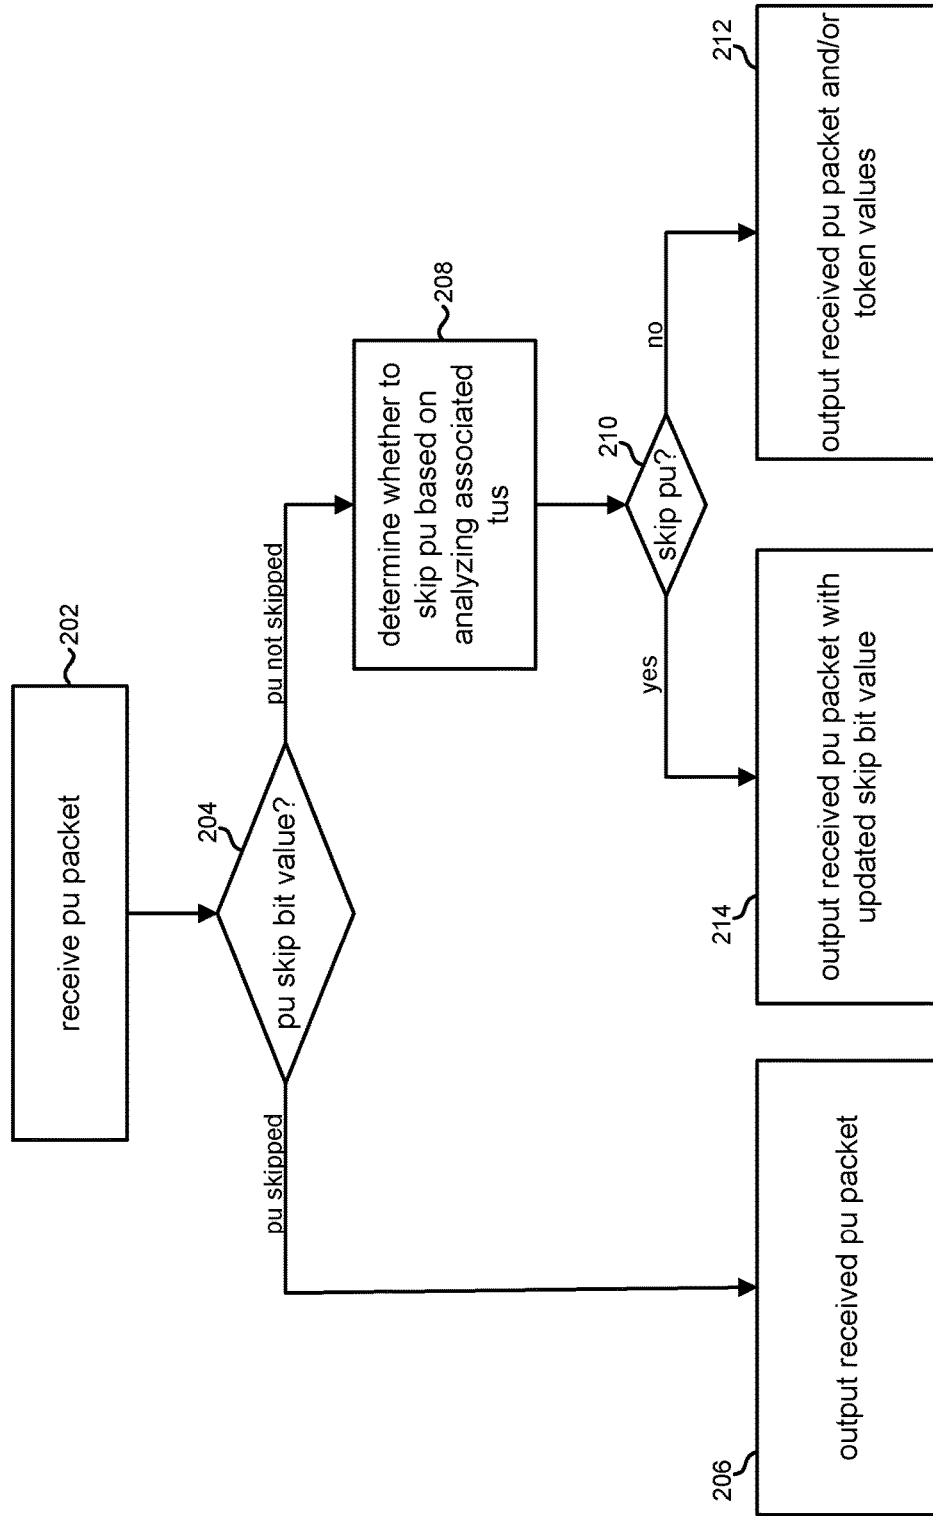 receive pu packet
202
pu skip bit value?
204
pu skipped
pu not skipped
output received pu packet
206
determine whether to
skip pu based on
analyzing associated
tus
208
skip pu?
210
yes
no
output received pu packet with
updated skip bit value
214
output received pu packet and/or
token values
212